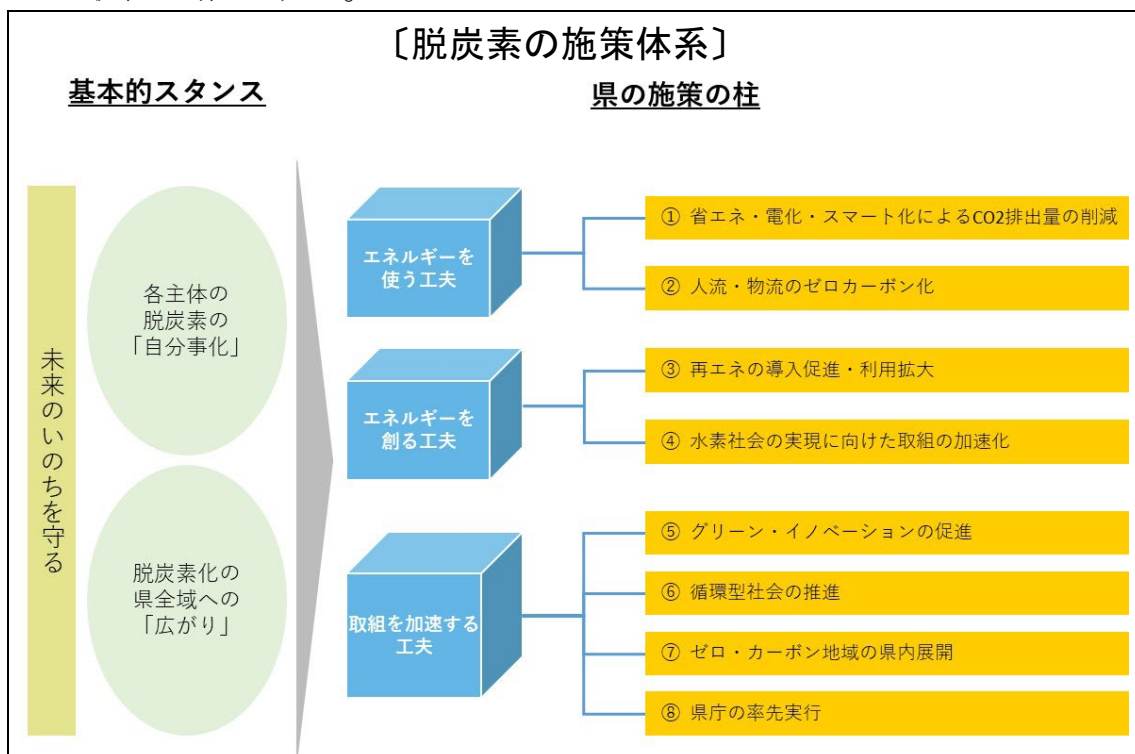 〔脱炭素の施策体系〕
基本的スタンス
県の施策の柱
未来のいのちを守る
各主体の
脱炭素の
「自分事化」
脱炭素化の
県全域への
「広がり」
エネルギーを
使う工夫
① 省エネ・電化・スマート化によるCO2排出量の削減
② 人流・物流のゼロカーボン化
エネルギーを
創る工夫
③ 再エネの導入促進・利用拡大
④ 水素社会の実現に向けた取組の加速化
取組を加速する
工夫
⑤ グリーン・イノベーションの促進
⑥ 循環型社会の推進
⑦ ゼロ・カーボン地域の県内展開
⑧ 県庁の率先実行